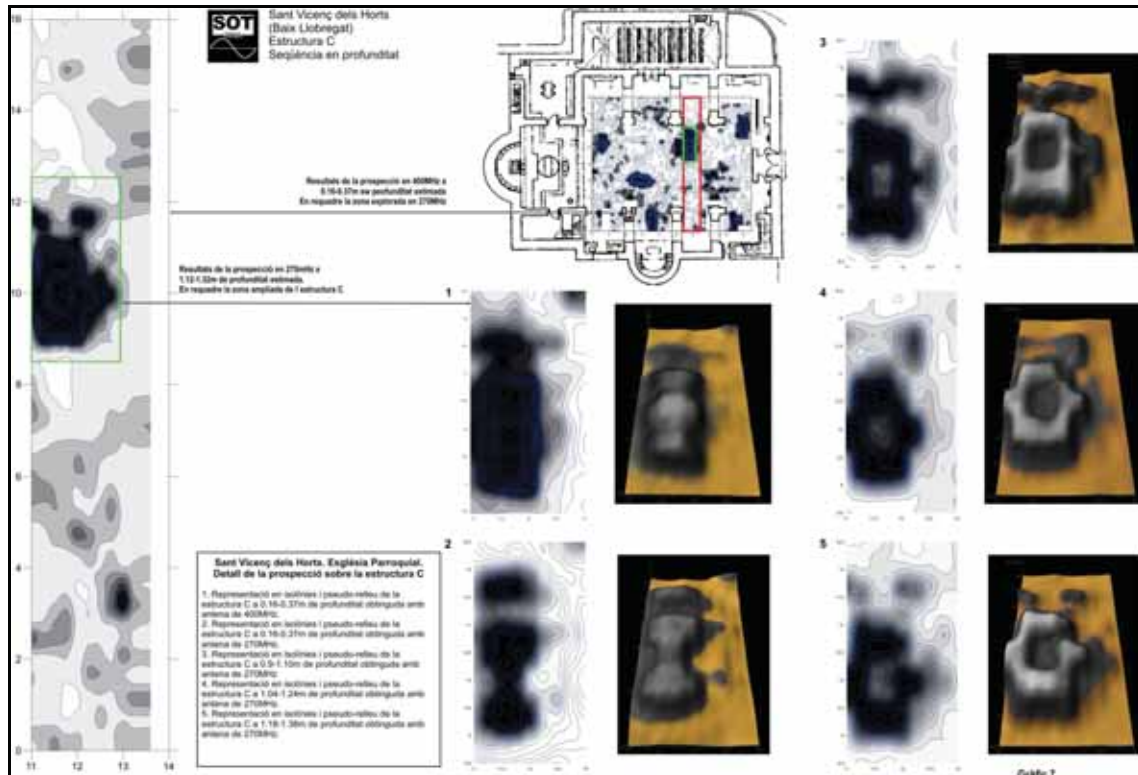 SOT
Sant Vicenç dels Horts
(Baix Llobregat)
Estructura C
Seqüència en profunditat
Resultats de la prospecció en 400MHz a
0.16-0.37m de profunditat estimada
En requadre la zona explorada en 270MHz
Resultats de la prospecció en 270mHz a
1.12-1.32m de profunditat estimada.
En requadre la zona ampliada de l estructura C.
16
14
12
10
8
6
4
2
0
11
12
13
14
1
2
3
4
5
Sant Vicenç dels Horts. Església Parroquial.
Detall de la prospecció sobre la estructura C
1. Representació en isolínies i pseudo-relleu de la
estructura C a 0.16-0.37m de profunditat obtinguda amb
antena de 400MHz.
2. Representació en isolínies i pseudo-relleu de la
estructura C a 0.16-0.37m de profunditat obtinguda amb
antena de 270MHz.
3. Representació en isolínies i pseudo-relleu de la
estructura C a 0.9-1.10m de profunditat obtinguda amb
antena de 270MHz
4. Representació en isolínies i pseudo-relleu de la
estructura C a 1.04-1.24m de profunditat obtinguda amb
antena de 270MHz.
5. Representació en isolínies i pseudo-relleu de la
estructura C a 1.18-1.38m de profunditat obtinguda amb
antena de 270MHz.
Gràfic 7